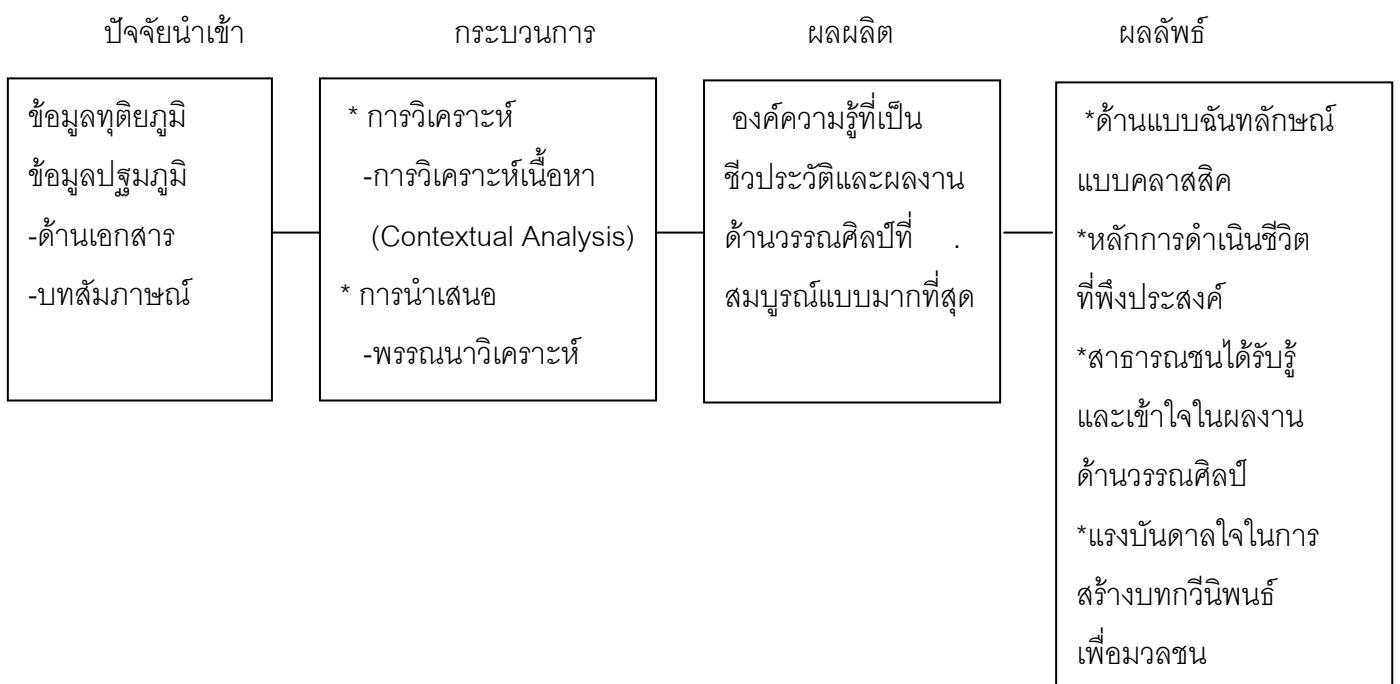 ปัจจัยนำเข้า
กระบวนการ
ผลผลิต
ผลลัพธ์
ข้อมูลทุติยภูมิ
ข้อมูลปฐมภูมิ
-ด้านเอกสาร
-บทสัมภาษณ์
* การวิเคราะห์
-การวิเคราะห์เนื้อหา
(Contextual Analysis)
* การนำเสนอ
-พรรณนาวิเคราะห์
องค์ความรู้ที่เป็น
ชีวประวัติและผลงาน
ด้านวรรณศิลป์ที่ .
สมบูรณ์แบบมากที่สุด
*ด้านแบบฉันทลักษณ์
แบบคลาสสิค
*หลักการดำเนินชีวิต
ที่พึงประสงค์
*สาธารณชนได้รับรู้
และเข้าใจในผลงาน
ด้านวรรณศิลป์
*แรงบันดาลใจในการ
สร้างบทกวีนิพนธ์
เพื่อมวลชน